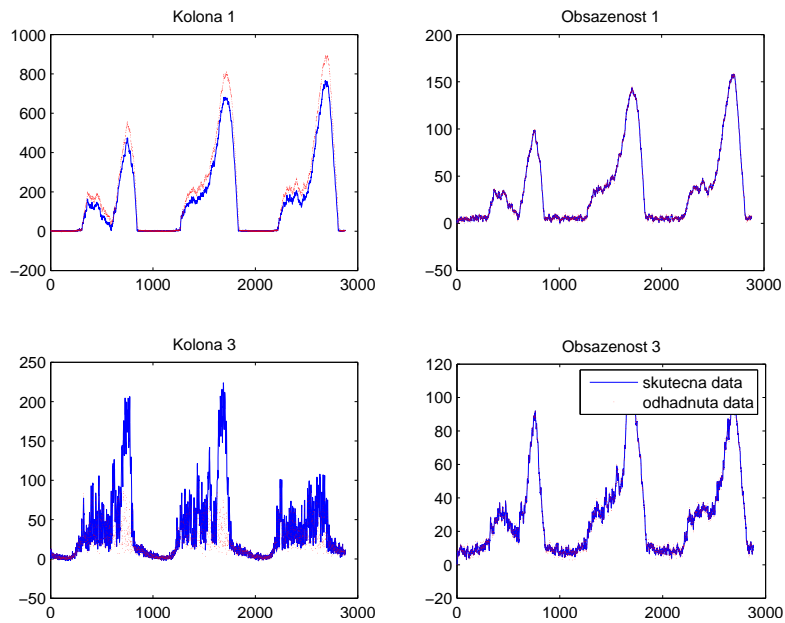 Kolona 1
1000
800
600
400
200
0
−200
0 1000 2000 3000
Obsazenost 1
200
150
100
50
0
−50
0 1000 2000 3000
Kolona 3
250
200
150
100
50
0
−50
0 1000 2000 3000
Obsazenost 3
120
100
80
60
40
20
0
−20
0 1000 2000 3000
skutecna data
odhadnuta data